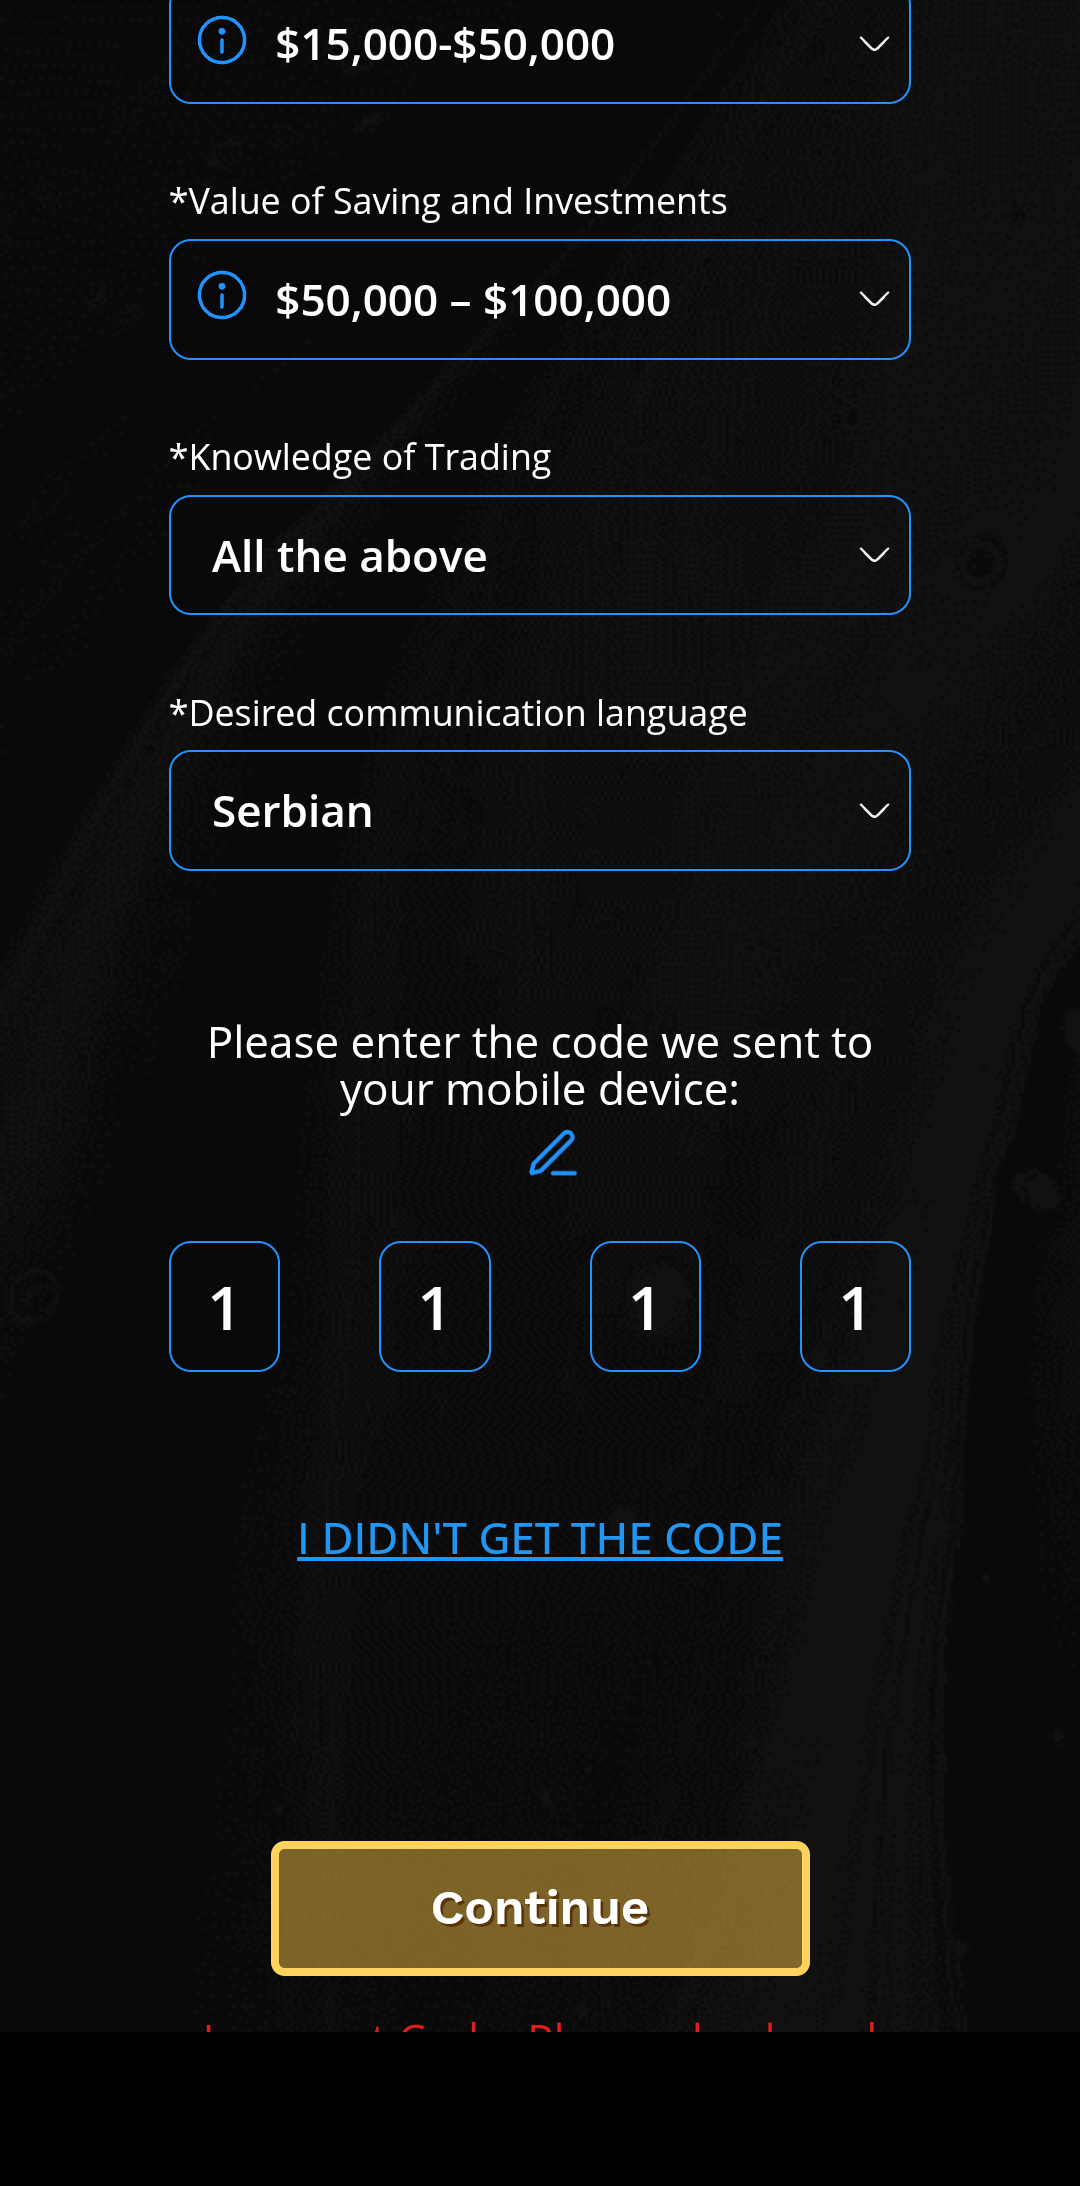 $15,000-$50,000
*Value of Saving and Investments
$50,000 – $100,000
*Knowledge of Trading
All the above
*Desired communication language
Serbian
Please enter the code we sent to
your mobile device:
1 1 1 1
I DIDN'T GET THE CODE
Continue